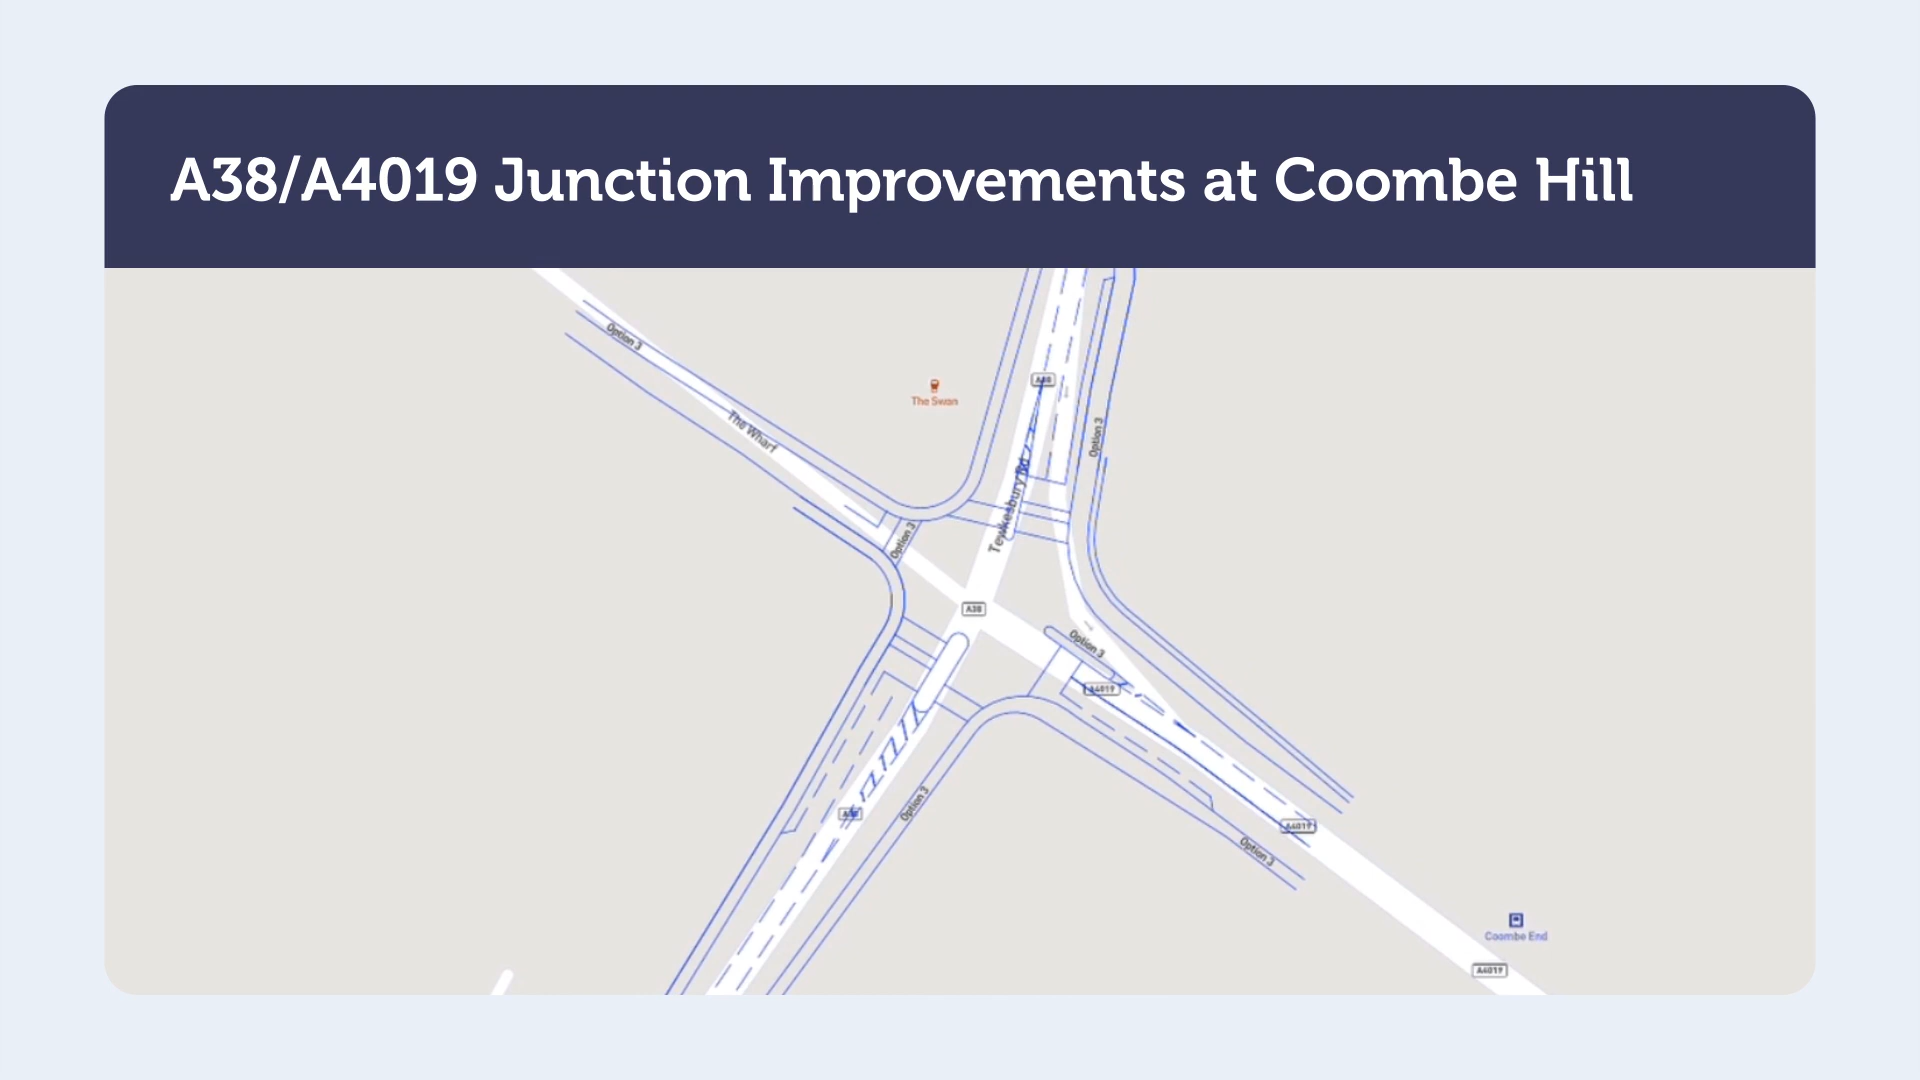 A38/A4019 Junction Improvements at Coombe Hill
Option 3
The Swan
A38
The Wharf
Option 3
Tewkesbury Rd
Option 3
A38
Option 3
A4019
A38
Option 3
A4019
Option 3
Coombe End
A4019